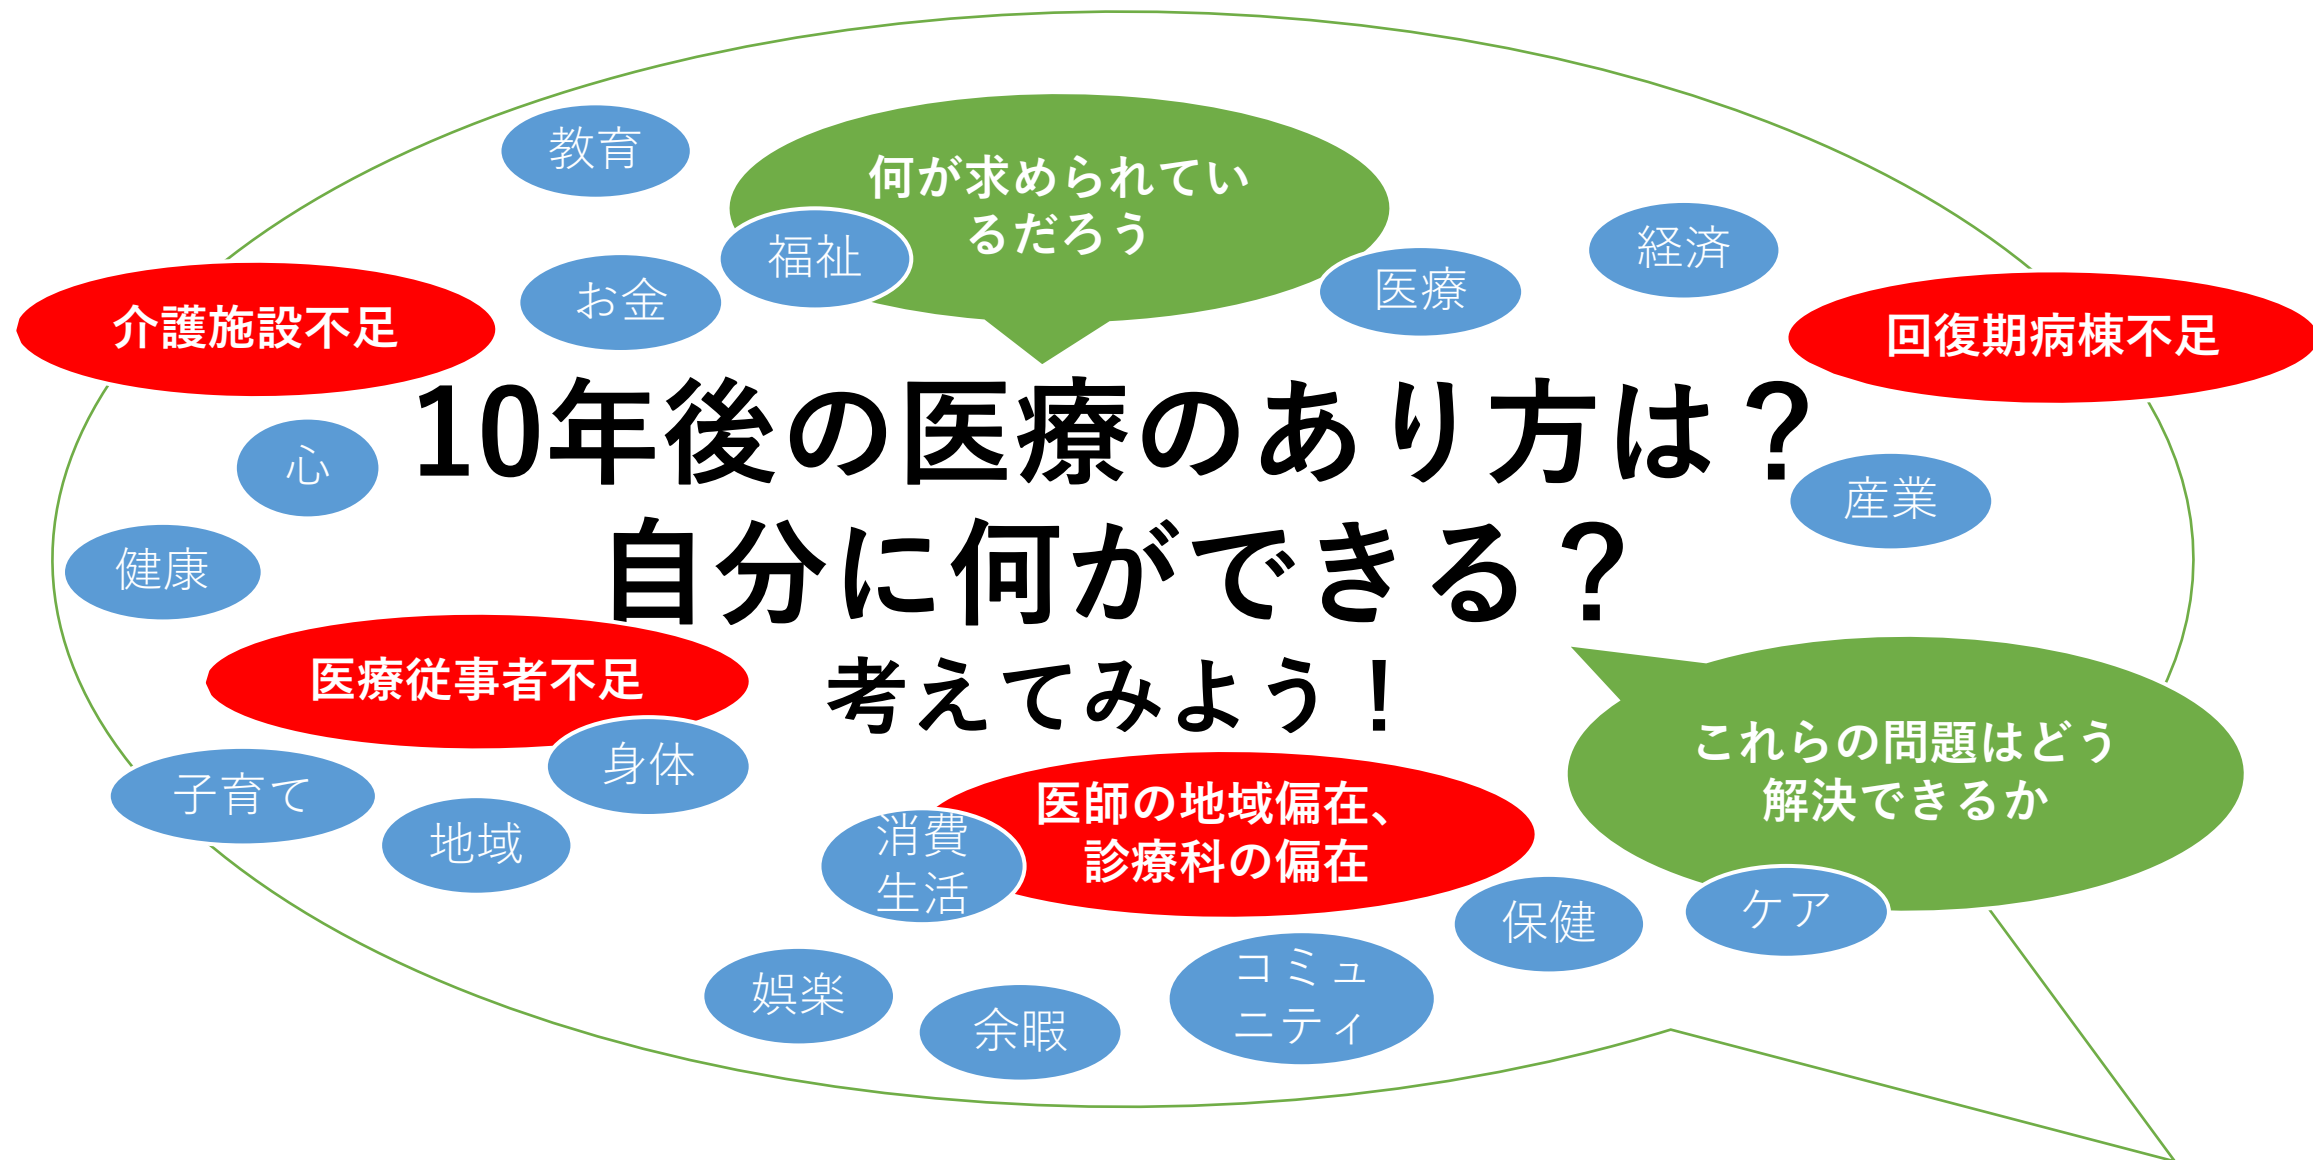 教育
何が求められてい
るだろう
福祉
経済
お金
医療
介護施設不足
回復期病棟不足
10年後の医療のあり方は？
心
産業
自分に何ができる？
健康
医療従事者不足
考えてみよう！
身体
これらの問題はどう
解決できるか
子育て
地域
医師の地域偏在、
診療科の偏在
消費
生活
保健
ケア
娯楽
余暇
コミュ
ニティ